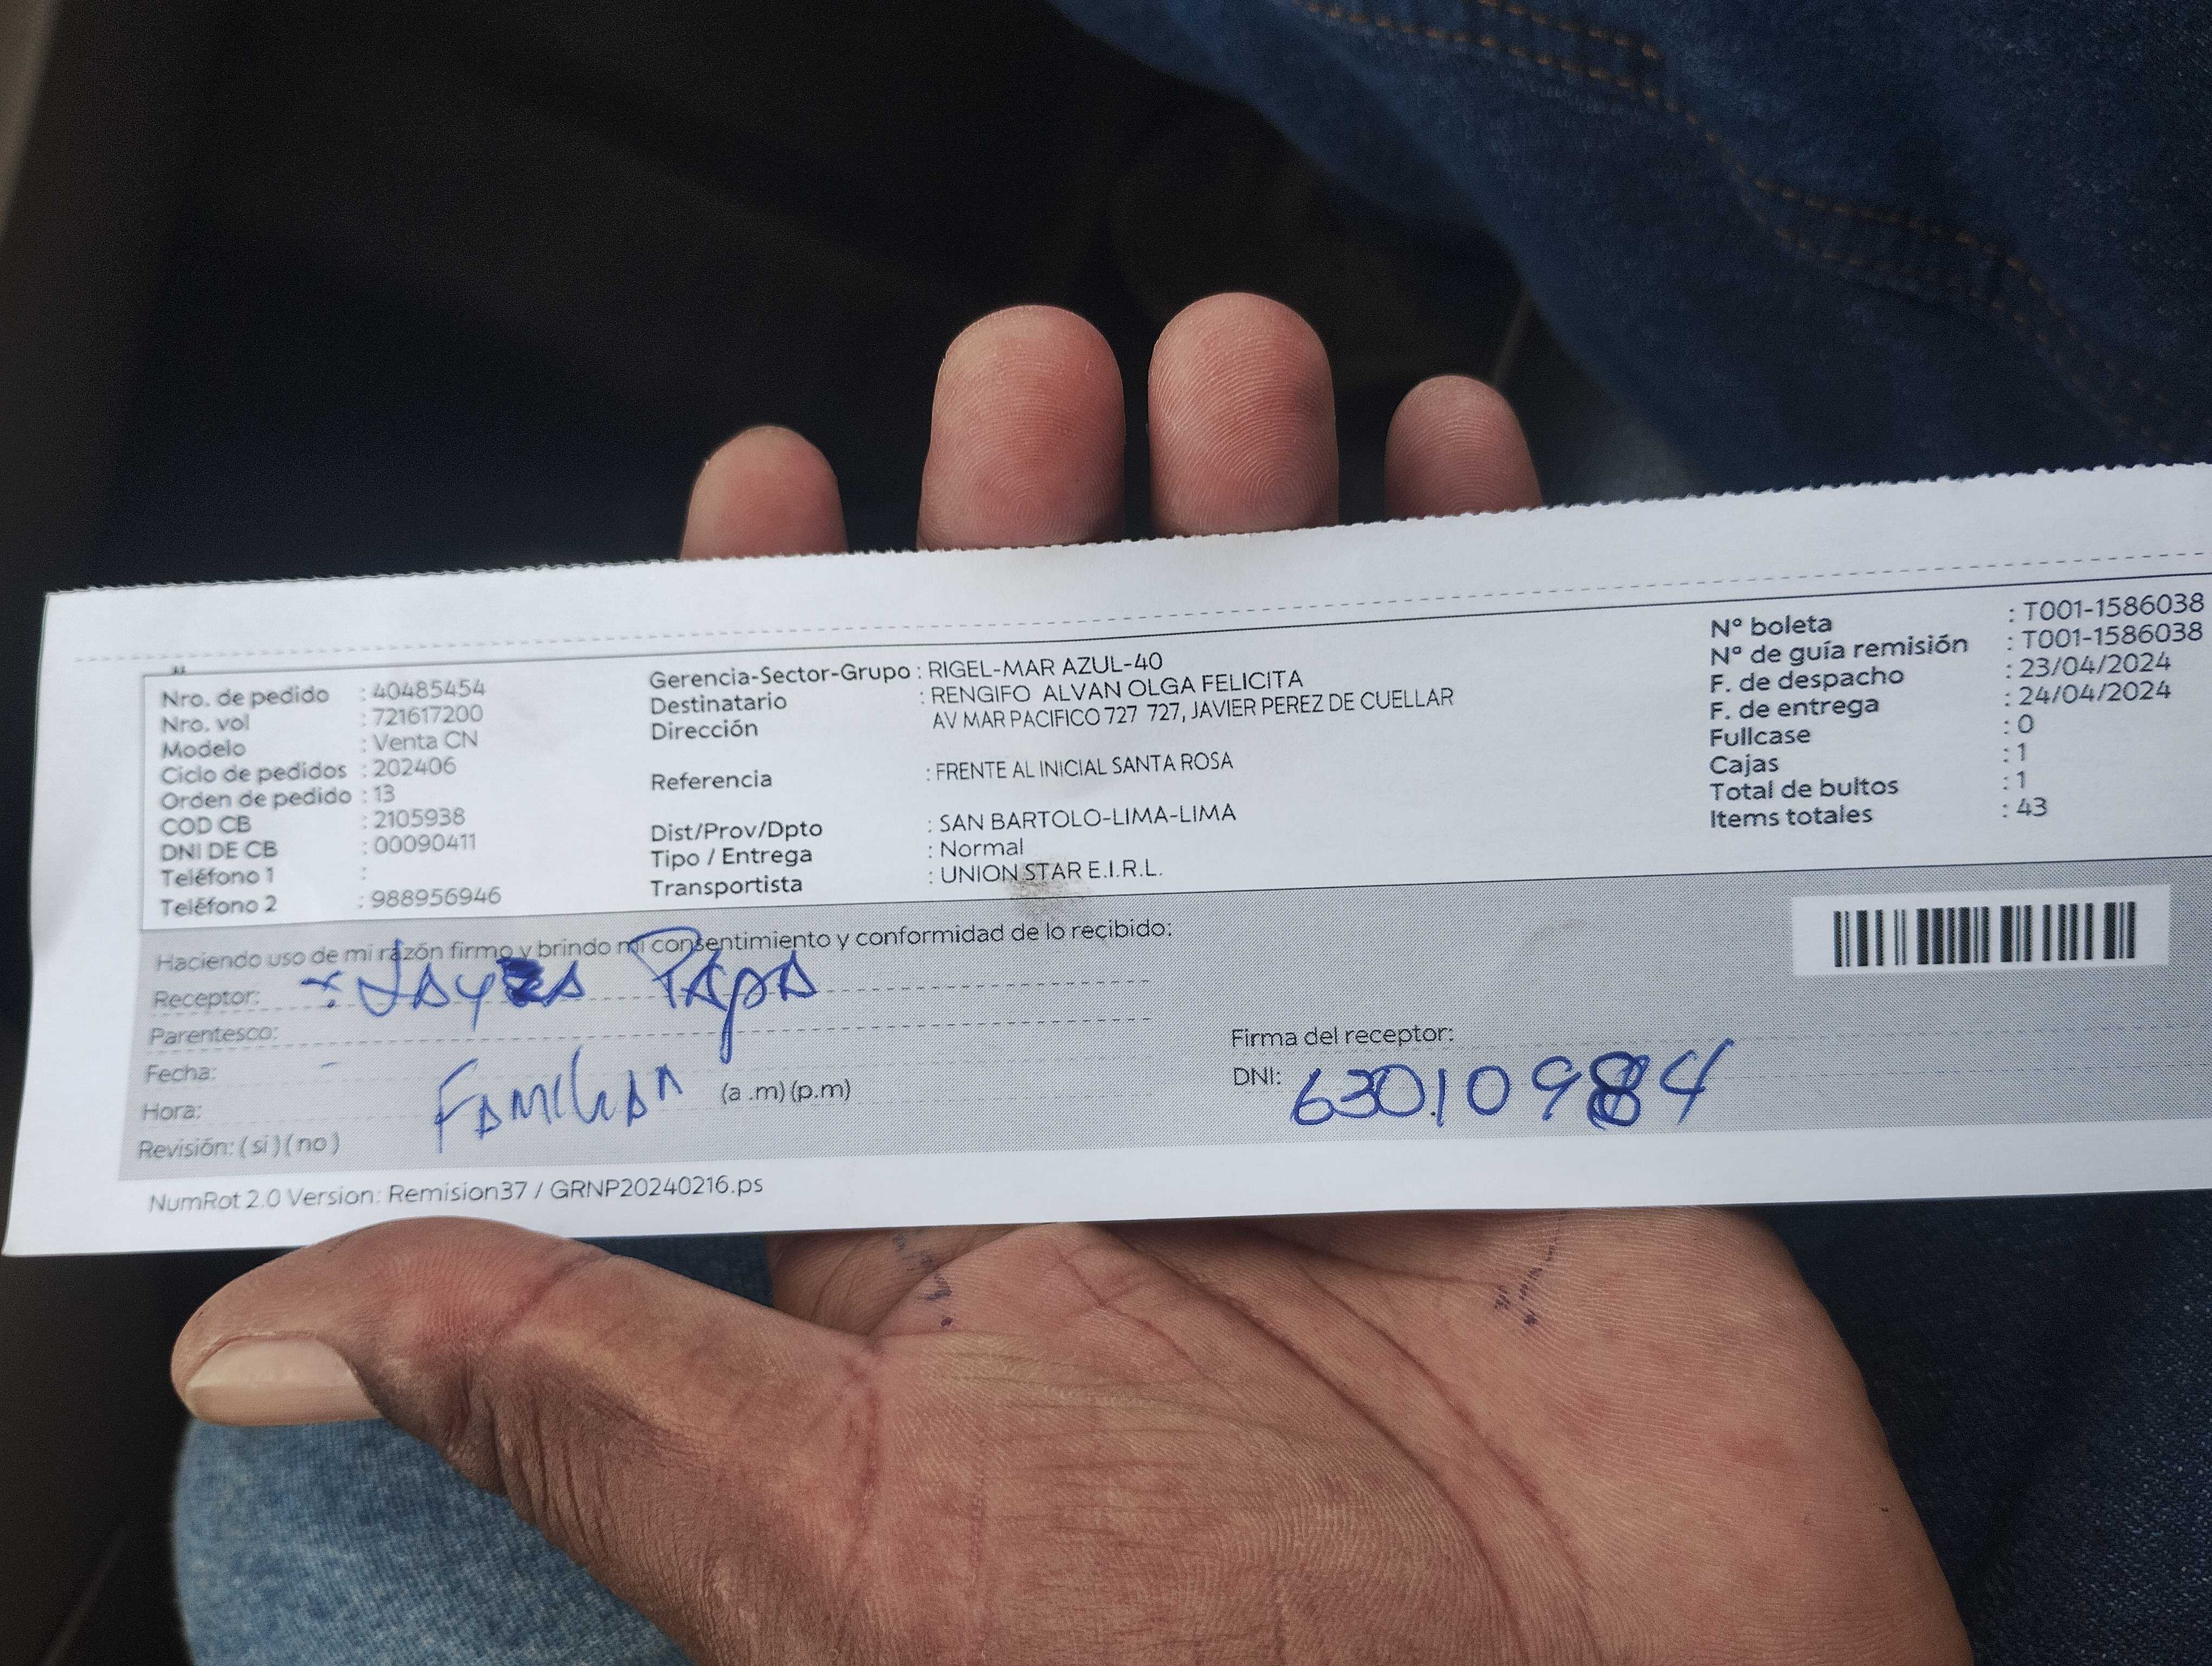 Nro. de pedido : 40485454
Nro. vol : 721617200
Modelo : Venta CN
Ciclo de pedidos : 202406
Orden de pedido : 13
COD CB : 2105938
DNI DE CB : 00090411
Teléfono 1 :
Teléfono 2 : 988956946
Gerencia-Sector-Grupo : RIGEL-MAR AZUL-40
Destinatario : RENGIFO ALVAN OLGA FELICITA
Dirección AV MAR PACIFICO 727 727, JAVIER PEREZ DE CUELLAR
Referencia : FRENTE AL INICIAL SANTA ROSA
Dist/Prov/Dpto : SAN BARTOLO-LIMA-LIMA
Tipo / Entrega : Normal
Transportista : UNION STAR E.I.R.L.
Nº boleta : T001-1586038
Nº de guía remisión : T001-1586038
F. de despacho : 23/04/2024
F. de entrega : 24/04/2024
Fullcase : 0
Cajas : 1
Total de bultos : 1
Items totales : 43
Haciendo uso de mi razón firmo y brindo mi consentimiento y conformidad de lo recibido:
Receptor: Papa
Parentesco:
Fecha:
Hora: (a .m) (p.m)
Revisión: ( si ) ( no )
Firma del receptor:
DNI: 63010984
NumRot 2.0 Version: Remision37 / GRNP20240216.ps